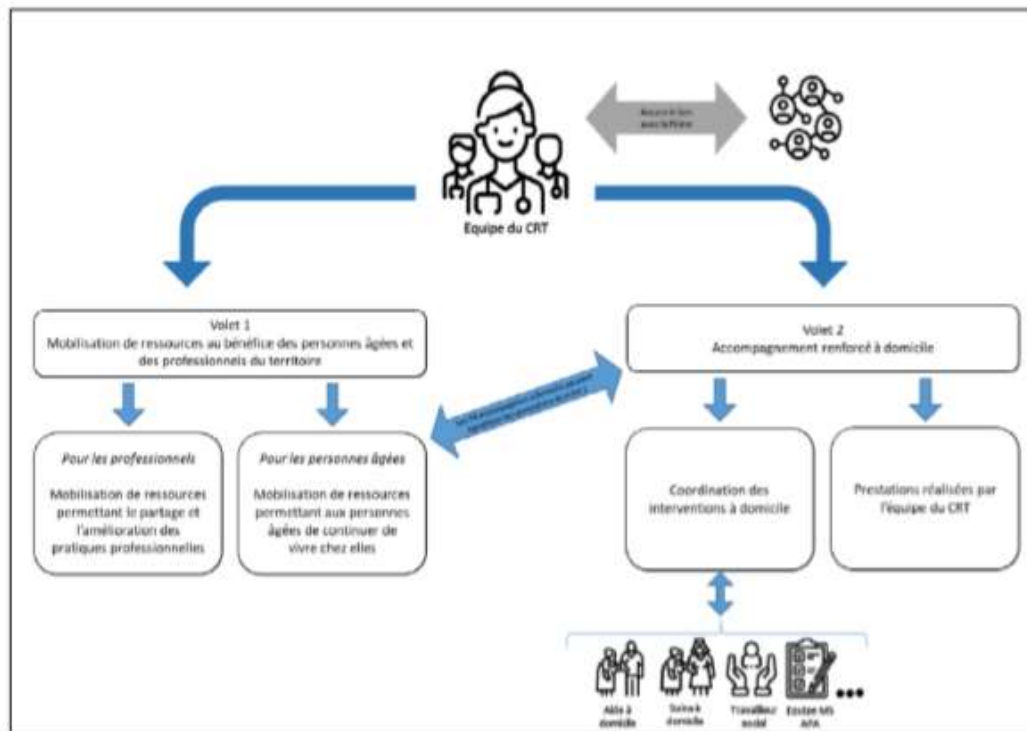 Equipe du CRT
Volet 1
Mobilisation de ressources au bénéfice des personnes âgées et
des professionnels du territoire
Volet 2
Accompagnement renforcé à domicile
Pour les professionnels
Mobilisation de ressources
permettant le partage et
l'amélioration des
pratiques professionnelles
Pour les personnes âgées
Mobilisation de ressources
permettant aux personnes
âgées de continuer de
vivre chez elles
Coordination des
interventions à domicile
Prestations réalisées par
l'équipe du CRT
Aide à
domicile
Soins à
domicile
Travailleur
social
Equipe MS
APA